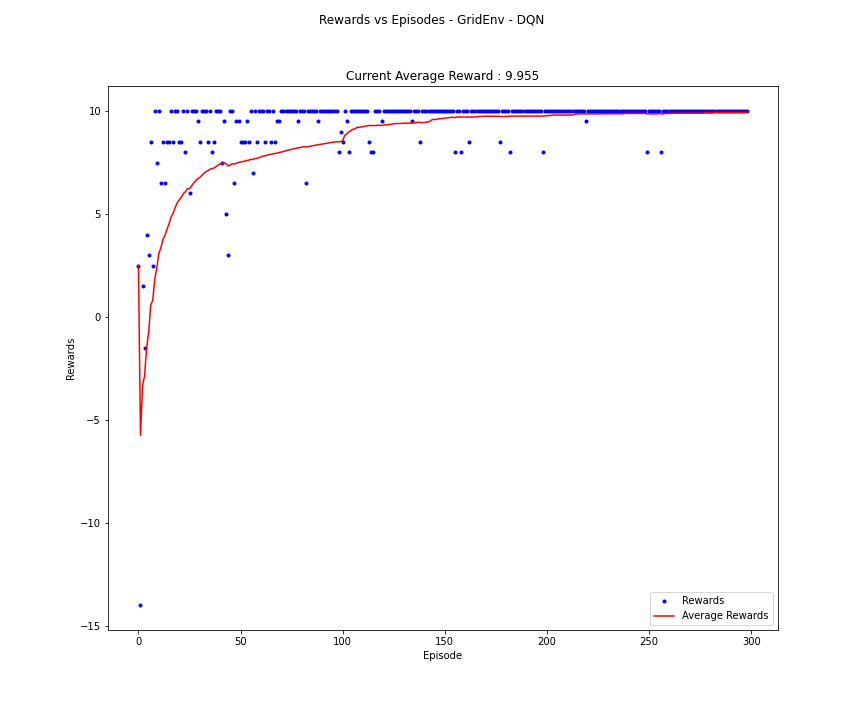 Rewards vs Episodes - GridEnv - DQN
Current Average Reward : 9.955
10
5
0
−5
−10
−15
Rewards
0 50 100 150 200 250 300
Episode
Rewards
Average Rewards